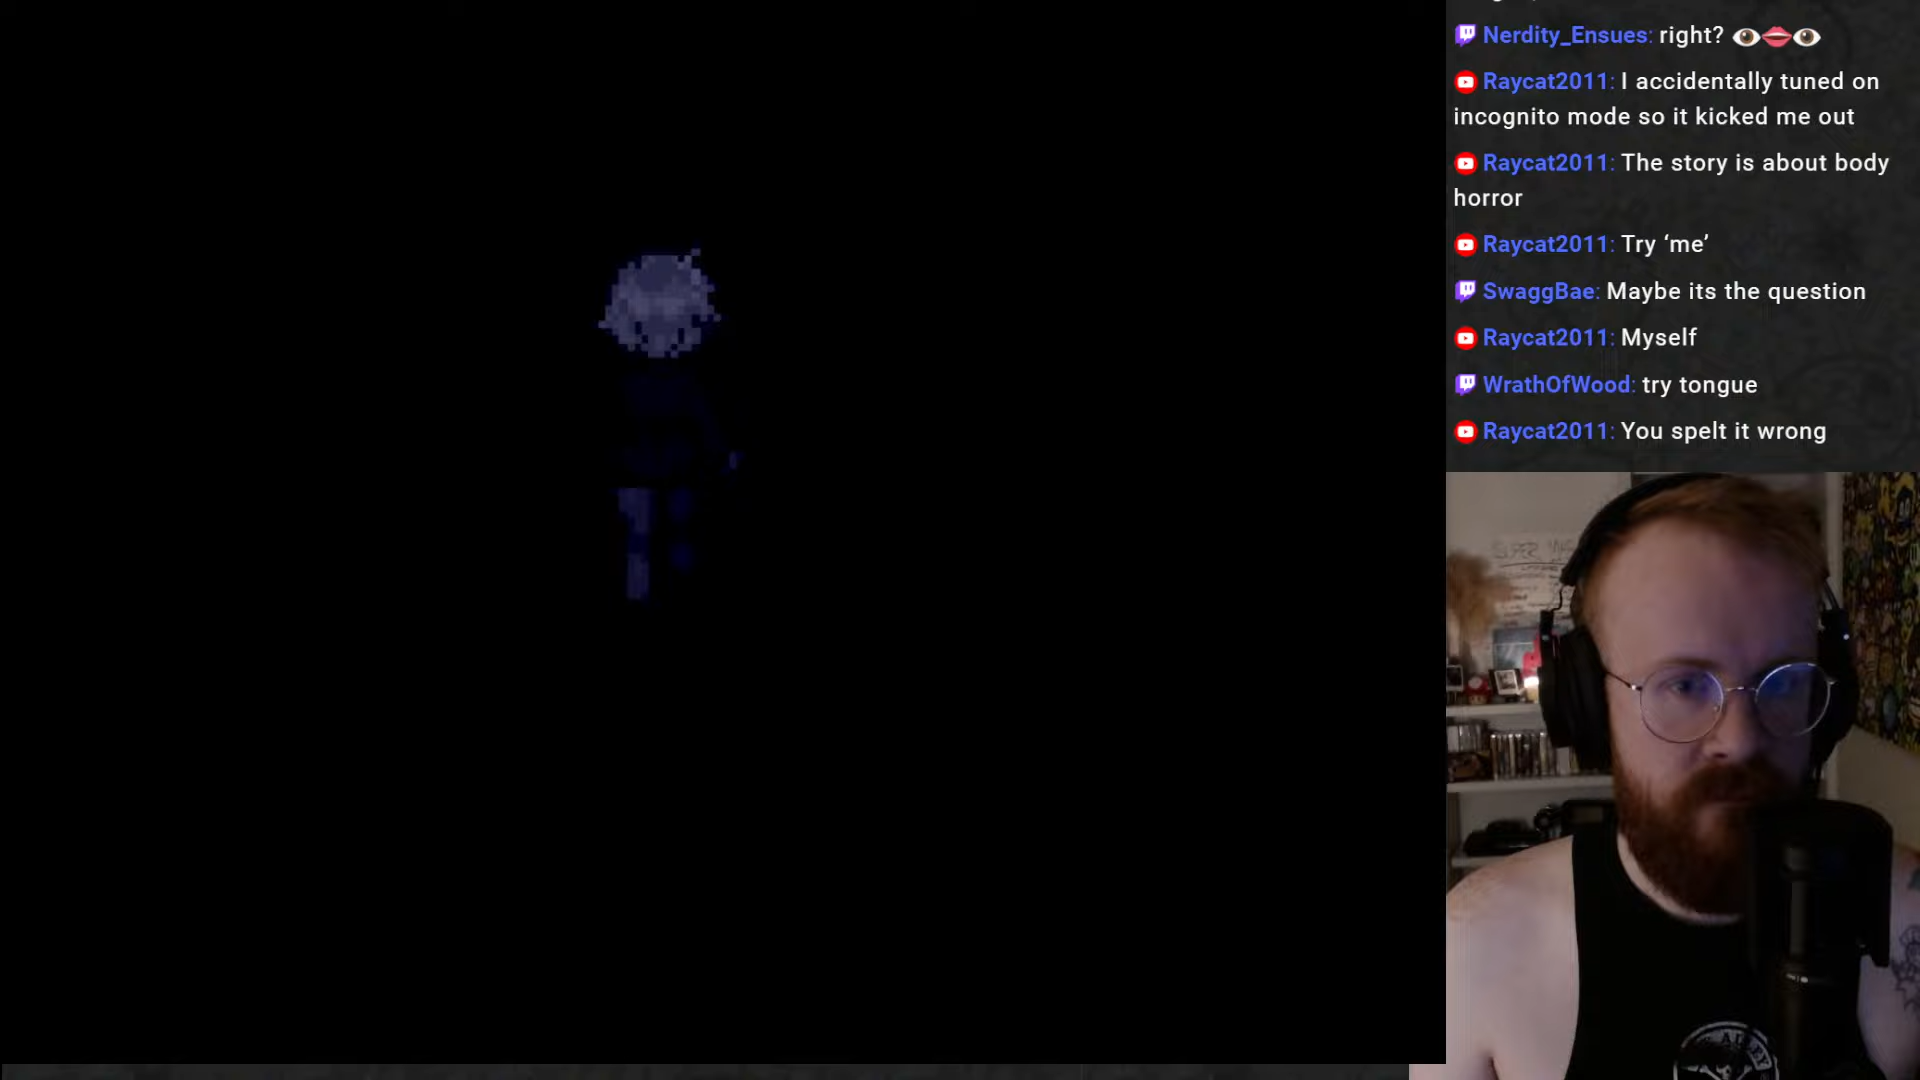 Nerdity_Ensues: right? 👁👄👁
Raycat2011: I accidentally tuned on
incognito mode so it kicked me out
Raycat2011: The story is about body
horror
Raycat2011: Try ‘me’
SwaggBae: Maybe its the question
Raycat2011: Myself
WrathOfWood: try tongue
Raycat2011: You spelt it wrong